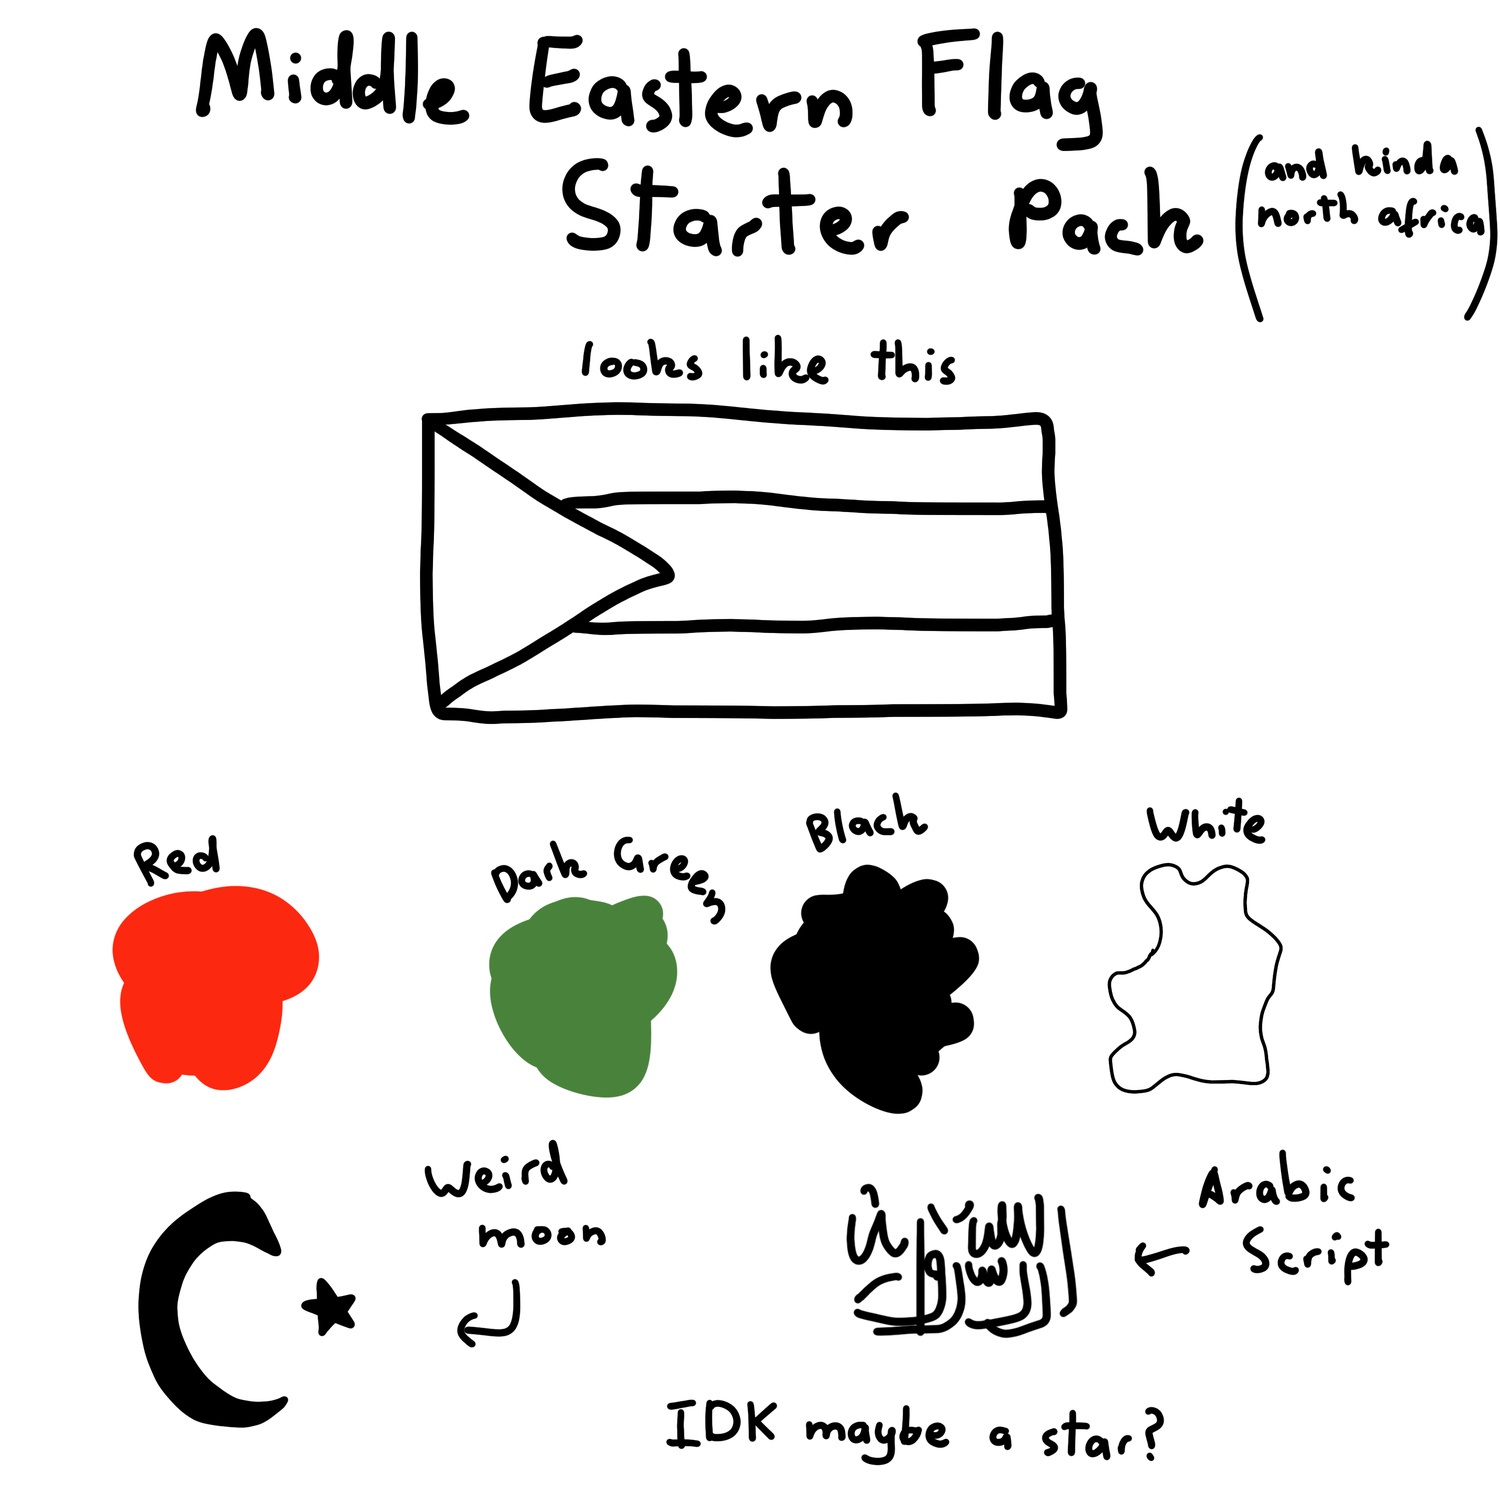 Middle Eastern Flag
Starter Pack
(and kinda
north africa)
looks like this
Red
Dark Green
Black
White
Weird
moon
Arabic
Script
IDK maybe a star?